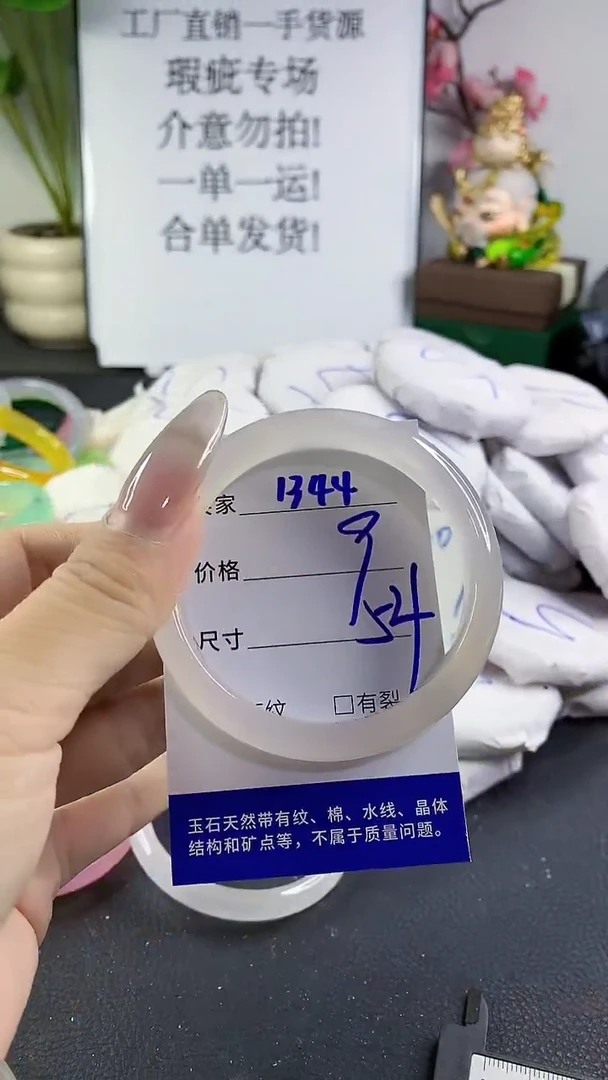 工厂直销一手货源
瑕疵专场
介意勿拍!
一单一运!
合单发货!
家 1344
价格
尺寸 54
纹 □有裂
玉石天然带有纹、棉、水线、晶体
结构和矿点等，不属于质量问题。